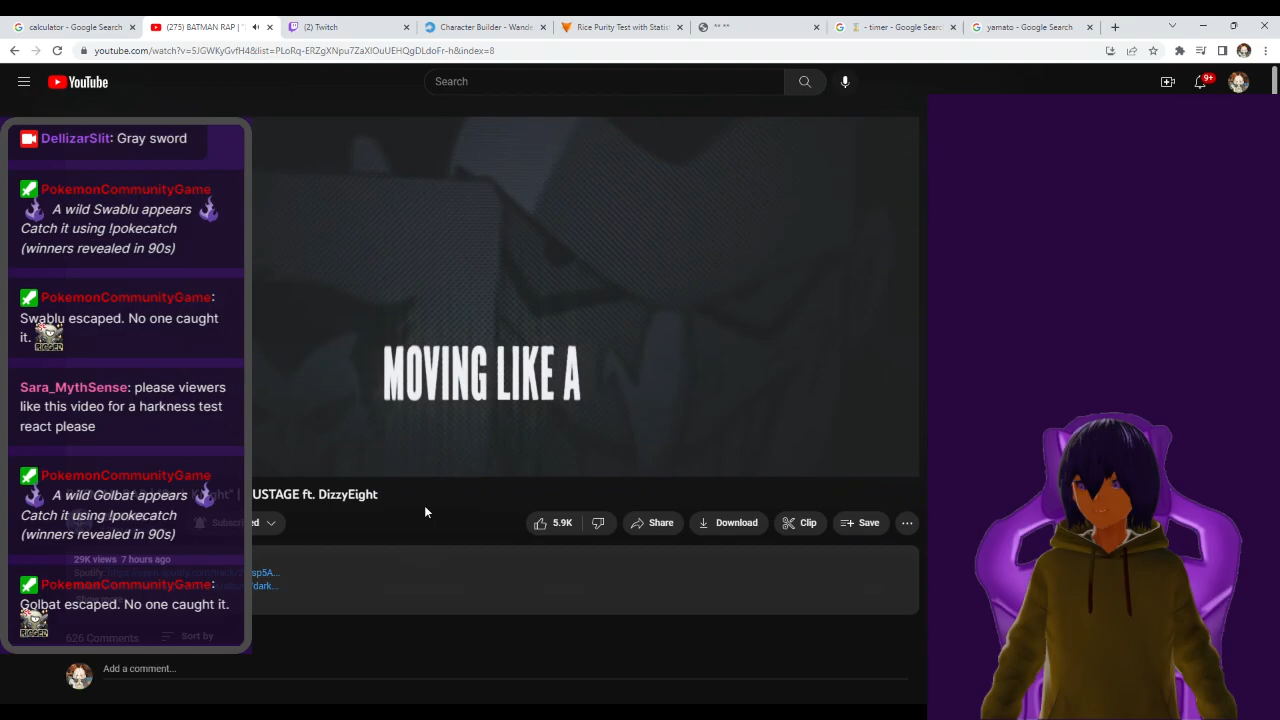 calculator - Google Search
(275) BATMAN RAP | "
(2) Twitch
Character Builder - Wande
Rice Purity Test with Statis
** **
- timer - Google Searc
yamato - Google Search
youtube.com/watch?v=5JGWKyGvfH4&list=PLoRq-ERZgXNpu7ZaXlOuUEHQgDLdoFr-h&index=8
YouTube
Search
9+
DellizarSlit: Gray sword
PokemonCommunityGame
A wild Swablu appears
Catch it using !pokecatch
(winners revealed in 90s)
PokemonCommunityGame:
Swablu escaped. No one caught
it.
Sara_MythSense: please viewers
like this video for a harkness test
react please
PokemonCommunityGame
A wild Golbat appears
Catch it using !pokecatch
(winners revealed in 90s)
PokemonCommunityGame:
Golbat escaped. No one caught it.
MOVING LIKE A
USTAGE ft. DizzyEight
Subscribed
5.9K
Share
Download
Clip
Save
29K views 7 hours ago
626 Comments
Sort by
Add a comment...